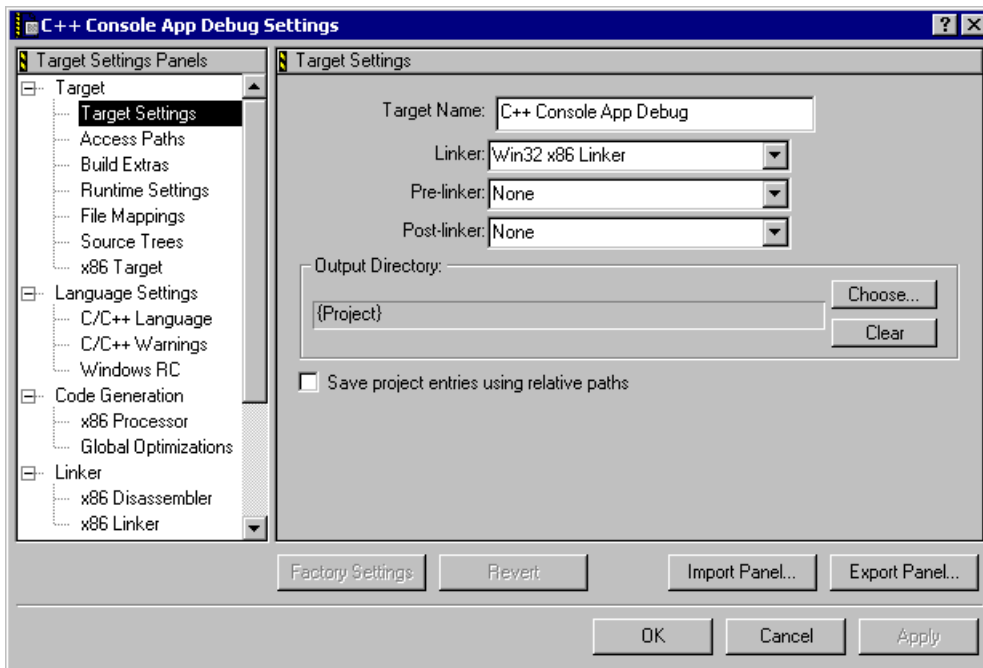 C++ Console App Debug Settings
Target Settings Panels
Target
Target Settings
Access Paths
Build Extras
Runtime Settings
File Mappings
Source Trees
x86 Target
Language Settings
C/C++ Language
C/C++ Warnings
Windows RC
Code Generation
x86 Processor
Global Optimizations
Linker
x86 Disassembler
x86 Linker
Target Settings
Target Name: C++ Console App Debug
Linker: Win32 x86 Linker
Pre-linker: None
Post-linker: None
Output Directory:
{Project}
Choose...
Clear
Save project entries using relative paths
Factory Settings Revert Import Panel... Export Panel...
OK Cancel Apply